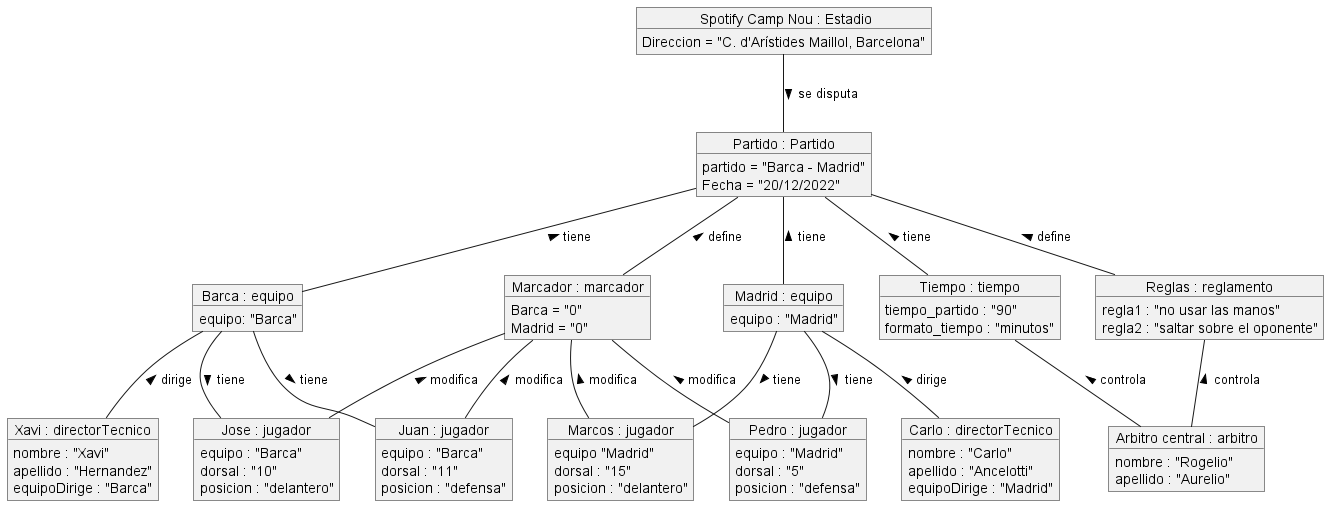 Spotify Camp Nou : Estadio
Direccion = "C. d'Arístides Maillol, Barcelona"
se disputa
Partido : Partido
partido = "Barca - Madrid"
Fecha = "20/12/2022"
tiene
define
tiene
tiene
define
Barca : equipo
equipo: "Barca"
Marcador : marcador
Barca = "0"
Madrid = "0"
Madrid : equipo
equipo : "Madrid"
Tiempo : tiempo
tiempo_partido : "90"
formato_tiempo : "minutos"
Reglas : reglamento
regla1 : "no usar las manos"
regla2 : "saltar sobre el oponente"
dirige
tiene
tiene
modifica
modifica
modifica
modifica
tiene
tiene
dirige
controla
controla
Xavi : directorTecnico
nombre : "Xavi"
apellido : "Hernandez"
equipoDirige : "Barca"
Jose : jugador
equipo : "Barca"
dorsal : "10"
posicion : "delantero"
Juan : jugador
equipo : "Barca"
dorsal : "11"
posicion : "defensa"
Marcos : jugador
equipo "Madrid"
dorsal : "15"
posicion : "delantero"
Pedro : jugador
equipo : "Madrid"
dorsal : "5"
posicion : "defensa"
Carlo : directorTecnico
nombre : "Carlo"
apellido : "Ancelotti"
equipoDirige : "Madrid"
Arbitro central : arbitro
nombre : "Rogelio"
apellido : "Aurelio"